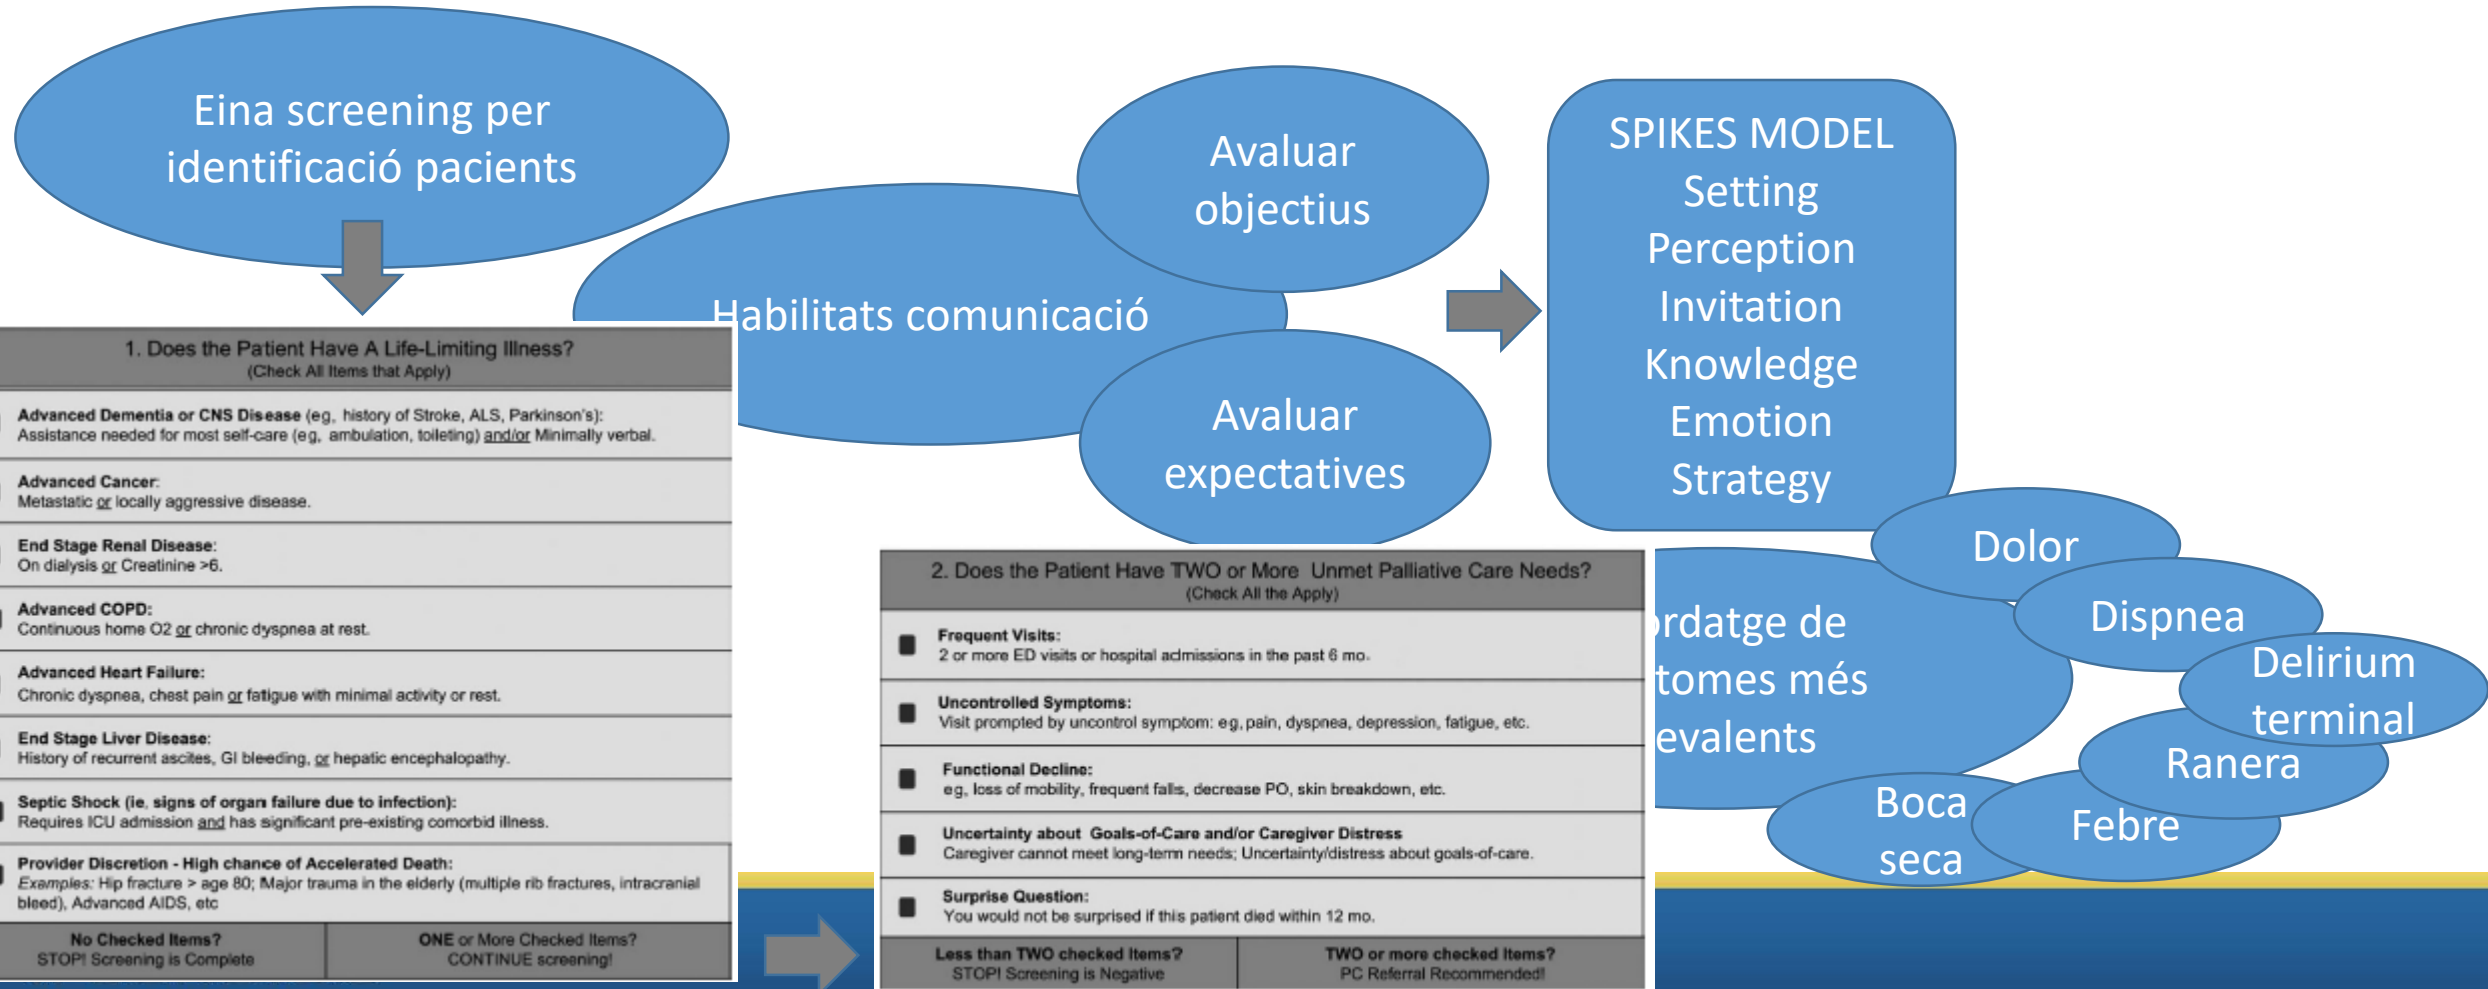 Eina screening per
identificació pacients
Habilitats comunicació
Avaluar
objectius
Avaluar
expectatives
SPIKES MODEL
Setting
Perception
Invitation
Knowledge
Emotion
Strategy
1. Does the Patient Have A Life-Limiting Illness?
(Check All Items that Apply)
Advanced Dementia or CNS Disease (eg, history of Stroke, ALS, Parkinson's):
Assistance needed for most self-care (eg, ambulation, toileting) and/or Minimally verbal.
Advanced Cancer:
Metastatic or locally aggressive disease.
End Stage Renal Disease:
On dialysis or Creatinine >6.
Advanced COPD:
Continuous home O2 or chronic dyspnea at rest.
Advanced Heart Failure:
Chronic dyspnea, chest pain or fatigue with minimal activity or rest.
End Stage Liver Disease:
History of recurrent ascites, GI bleeding, or hepatic encephalopathy.
Septic Shock (ie, signs of organ failure due to infection):
Requires ICU admission and has significant pre-existing comorbid illness.
Provider Discretion - High chance of Accelerated Death:
Examples: Hip fracture > age 80; Major trauma in the elderly (multiple rib fractures, intracranial
bleed), Advanced AIDS, etc
No Checked Items?
STOP! Screening is Complete
ONE or More Checked Items?
CONTINUE screening!
2. Does the Patient Have TWO or More Unmet Palliative Care Needs?
(Check All the Apply)
Frequent Visits:
2 or more ED visits or hospital admissions in the past 6 mo.
Uncontrolled Symptoms:
Visit prompted by uncontrol symptom: eg, pain, dyspnea, depression, fatigue, etc.
Functional Decline:
eg, loss of mobility, frequent falls, decrease PO, skin breakdown, etc.
Uncertainty about Goals-of-Care and/or Caregiver Distress
Caregiver cannot meet long-term needs; Uncertainty/distress about goals-of-care.
Surprise Question:
You would not be surprised if this patient died within 12 mo.
Less than TWO checked Items?
STOP! Screening is Negative
TWO or more checked Items?
PC Referral Recommended!
rdatge de
tomes més
evalents
Dolor
Dispnea
Delirium
terminal
Ranera
Febre
Boca
seca